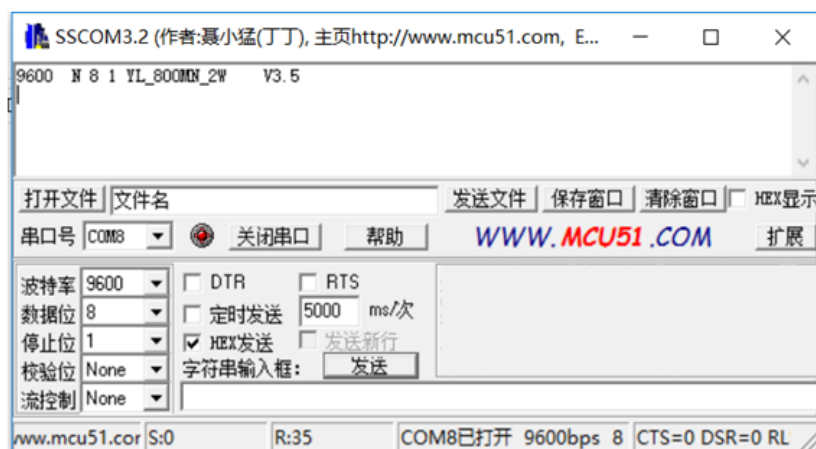 SSCOM3.2 (作者:聂小猛(丁丁), 主页http://www.mcu51.com, E...
9600 N 8 1 YL_800MN_2W V3.5
打开文件 文件名 发送文件 保存窗口 清除窗口 HEX显示
串口号 COM8 关闭串口 帮助 WWW.MCU51.COM 扩展
波特率 9600 DTR RTS
数据位 8 定时发送 5000 ms/次
停止位 1 HEX发送 发送新行
校验位 None 字符串输入框: 发送
流控制 None
www.mcu51.cor S:0 R:35 COM8已打开 9600bps 8 CTS=0 DSR=0 RL